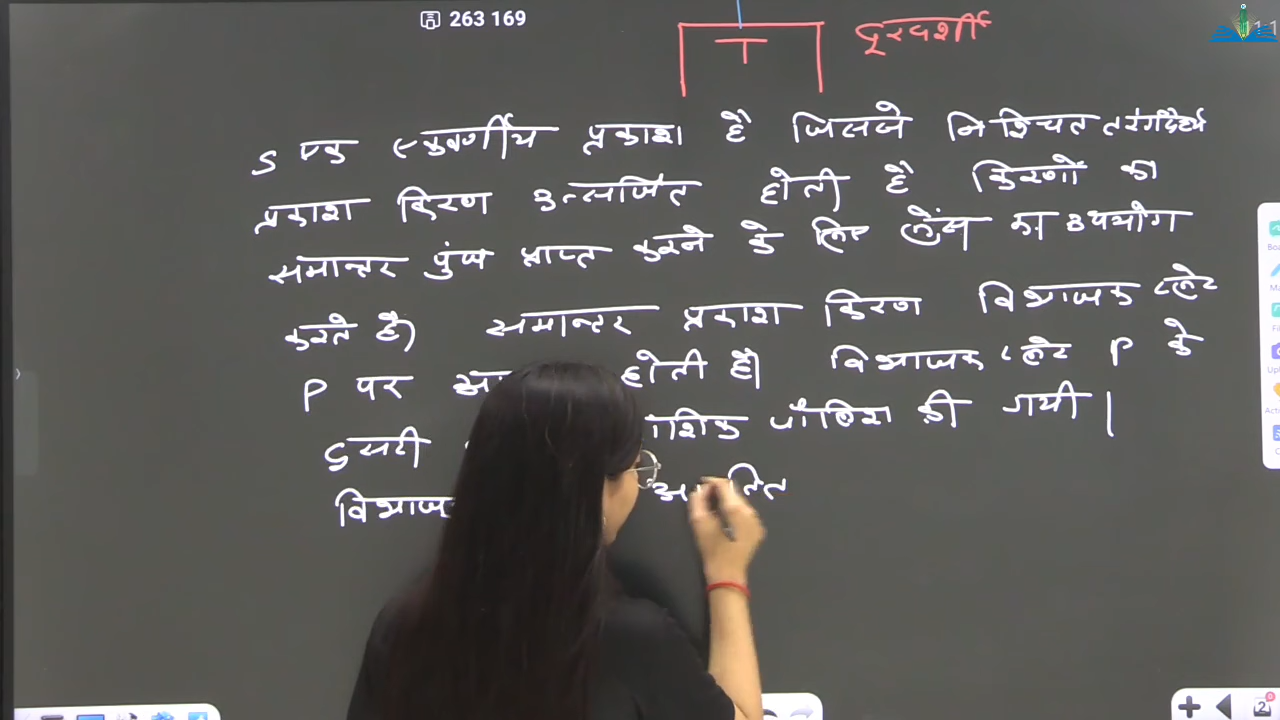 263 169
T दूरदर्शी
S एक एकवर्णीय प्रकाश है जिससे निश्चित तरंगदैर्ध्य
प्रकाश किरण उत्सर्जित होती है किरणों का
समान्तर पुंज प्राप्त करने के लिए लेंस का उपयोग
करते है। समान्तर प्रकाश किरण विभाजक प्लेट
P पर होती है। विभाजक प्लेट P के
दुसरी पॉलिश की गयी |
2